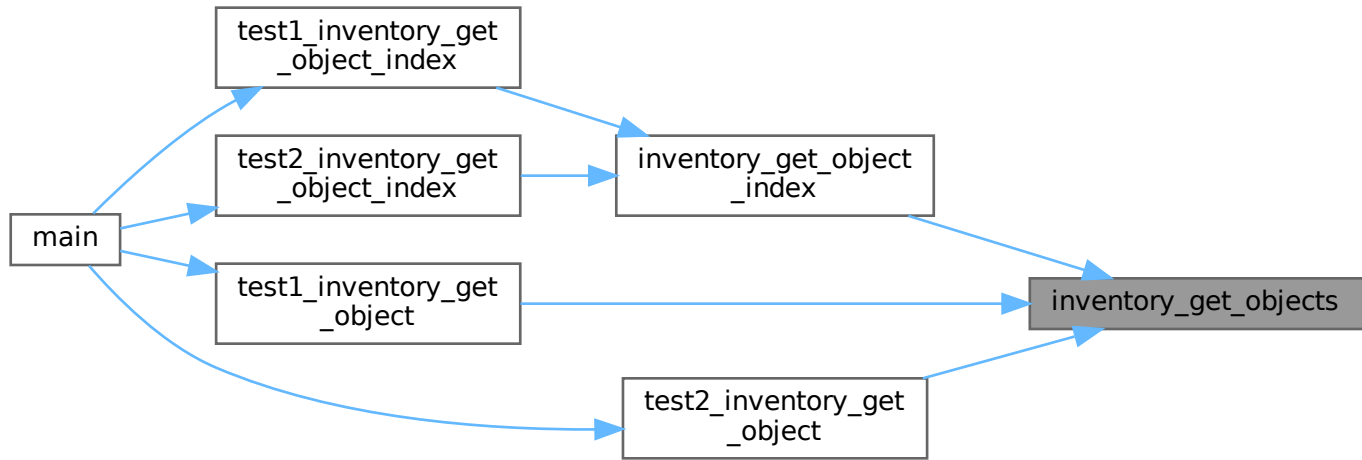 test1_inventory_get
_object_index
test2_inventory_get
_object_index
inventory_get_object
_index
main
test1_inventory_get
_object
inventory_get_objects
test2_inventory_get
_object